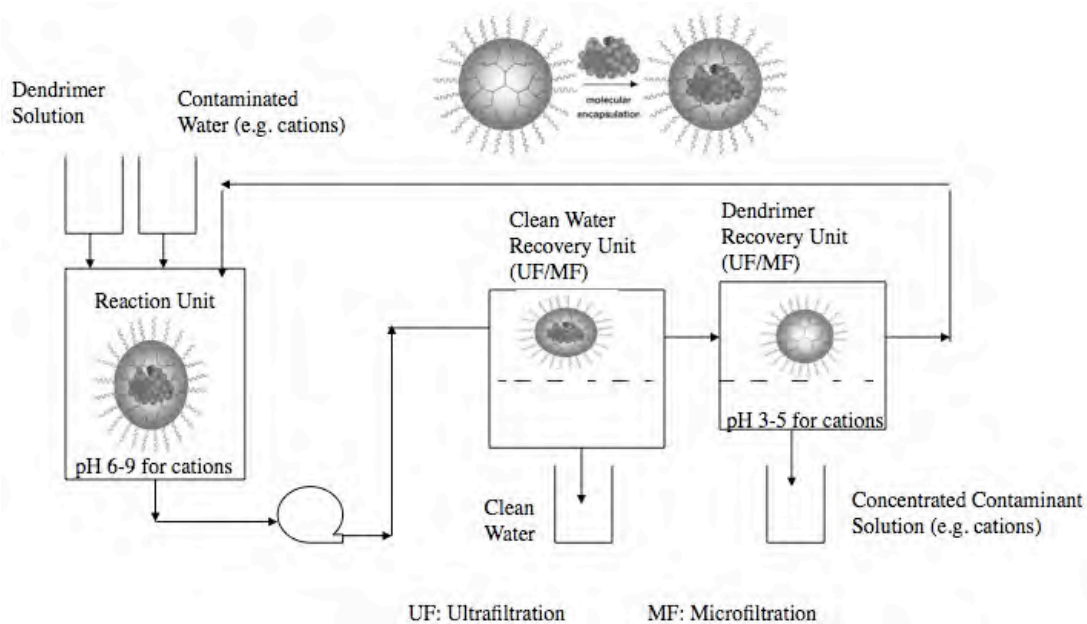 molecular
encapsulation
Dendrimer
Solution
Contaminated
Water (e.g. cations)
Clean Water
Recovery Unit
(UF/MF)
Dendrimer
Recovery Unit
(UF/MF)
Reaction Unit
pH 6-9 for cations
pH 3-5 for cations
Clean
Water
Concentrated Contaminant
Solution (e.g. cations)
UF: Ultrafiltration
MF: Microfiltration